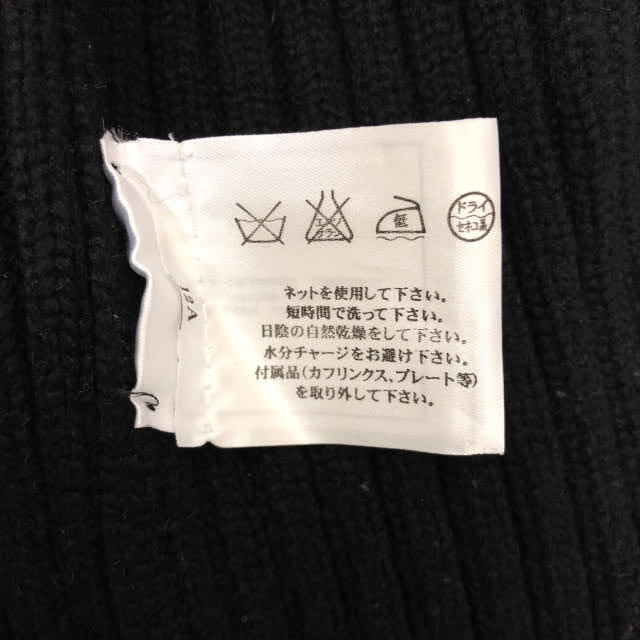 エンソ
低
ドライ
セキユ系
ネットを使用して下さい。
短時間で洗って下さい。
日陰の自然乾燥をして下さい。
水分チャージをお避け下さい。
付属品(カフリンクス、プレート等)
を取り外して下さい。